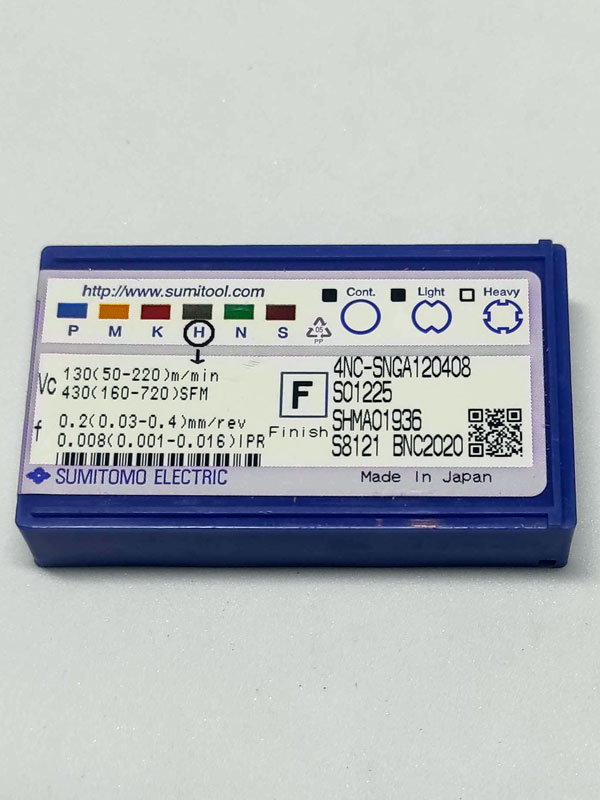 http://www.sumitool.com
Cont. Light Heavy
P M K H N S
05
PP
Vc 130(50-220)m/min
430(160-720)SFM
f 0.2(0.03-0.4)mm/rev
0.008(0.001-0.016)IPR
F
Finish
4NC-SNGA120408
S01225
SHMA01936
S8121 BNC2020
SUMITOMO ELECTRIC
Made In Japan